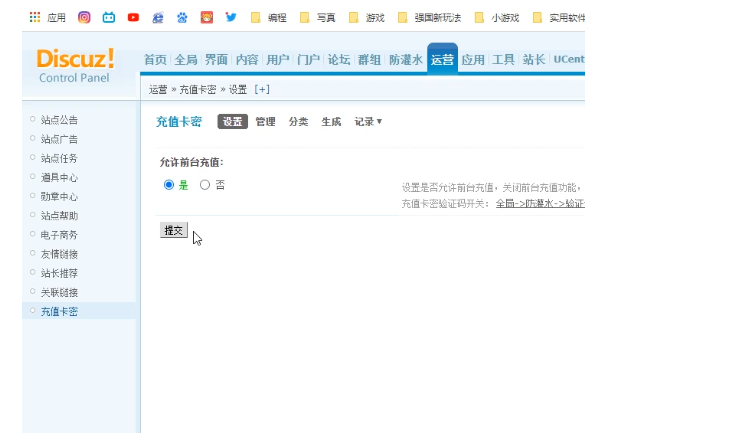 应用 编程 写真 游戏 强国新玩法 小游戏 实用软件
Discuz!
Control Panel
首页 全局 界面 内容 用户 门户 论坛 群组 防灌水 运营 应用 工具 站长 UCent
运营 » 充值卡密 » 设置 [+]
站点公告
站点广告
站点任务
道具中心
勋章中心
站点帮助
电子商务
友情链接
站长推荐
关联链接
充值卡密
充值卡密 设置 管理 分类 生成 记录
允许前台充值:
是 否
设置是否允许前台充值，关闭前台充值功能，
充值卡密验证码开关: 全局->防灌水->验证
提交